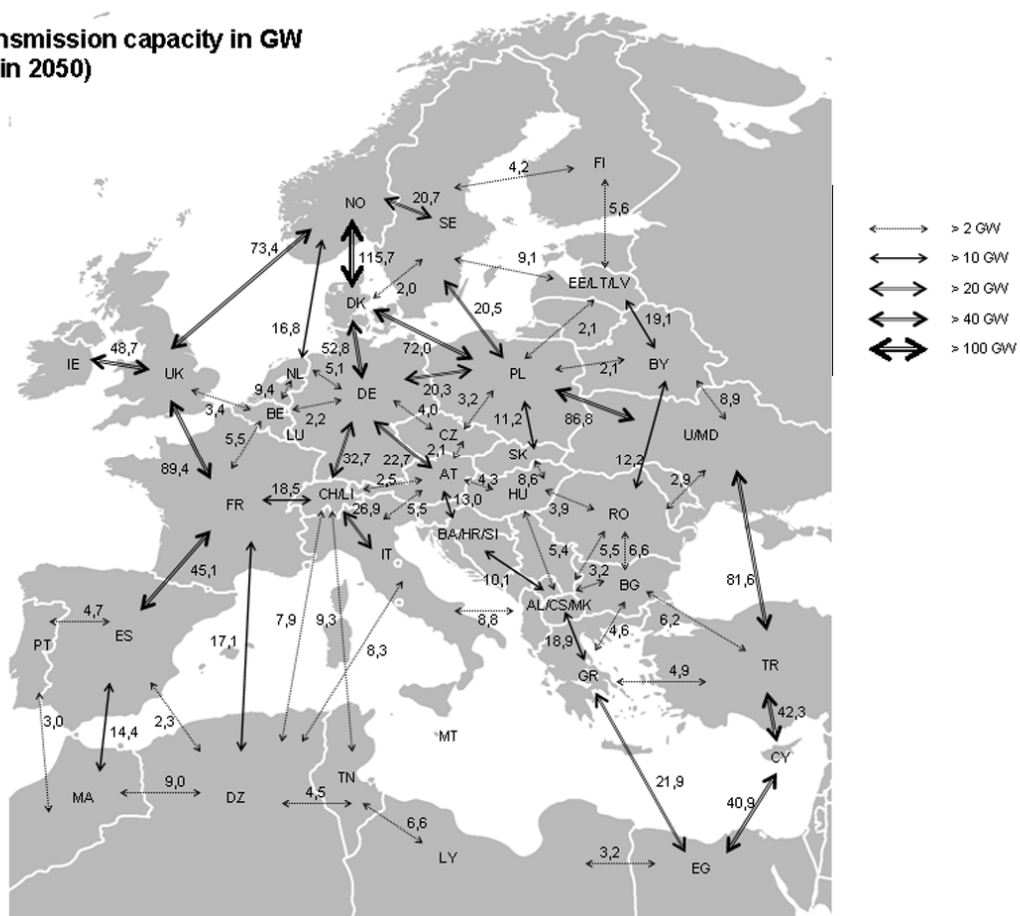 nsmission capacity in GW
in 2050)
FI
4,2
NO
20,7
5,6
SE
> 2 GW
73,4
115,7
9,1
> 10 GW
EE/LT/LV
2,0
> 20 GW
DK
20,5
19,1
> 40 GW
16,8
2,1
48,7
52,8
72,0
> 100 GW
IE
UK
NL
5,1
PL
2,1
BY
9,4
DE
20,3
3,2
8,9
3,4
BE
2,2
4,0
11,2
86,8
5,5
LU
CZ
U/MD
2,1
SK
89,4
32,7
22,7
12,2
AT
2,5
4,3
8,6
2,9
18,5
CH/LI
HU
FR
26,9
5,5
13,0
3,9
RO
BA/HR/SI
IT
5,4
5,5
6,6
45,1
3,2
10,1
81,6
BG
4,7
AL/CS/MK
ES
8,8
6,2
7,9
9,3
4,6
PT
17,1
18,9
8,3
TR
GR
4,9
3,0
2,3
42,3
14,4
MT
CY
TN
21,9
9,0
MA
DZ
4,5
40,9
6,6
3,2
LY
EG